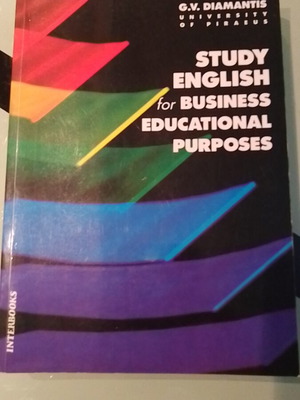 G.V. DIAMANTIS
UNIVERSITY
OF PIRAEUS
STUDY
ENGLISH
for BUSINESS
EDUCATIONAL
PURPOSES
INTERBOOKS